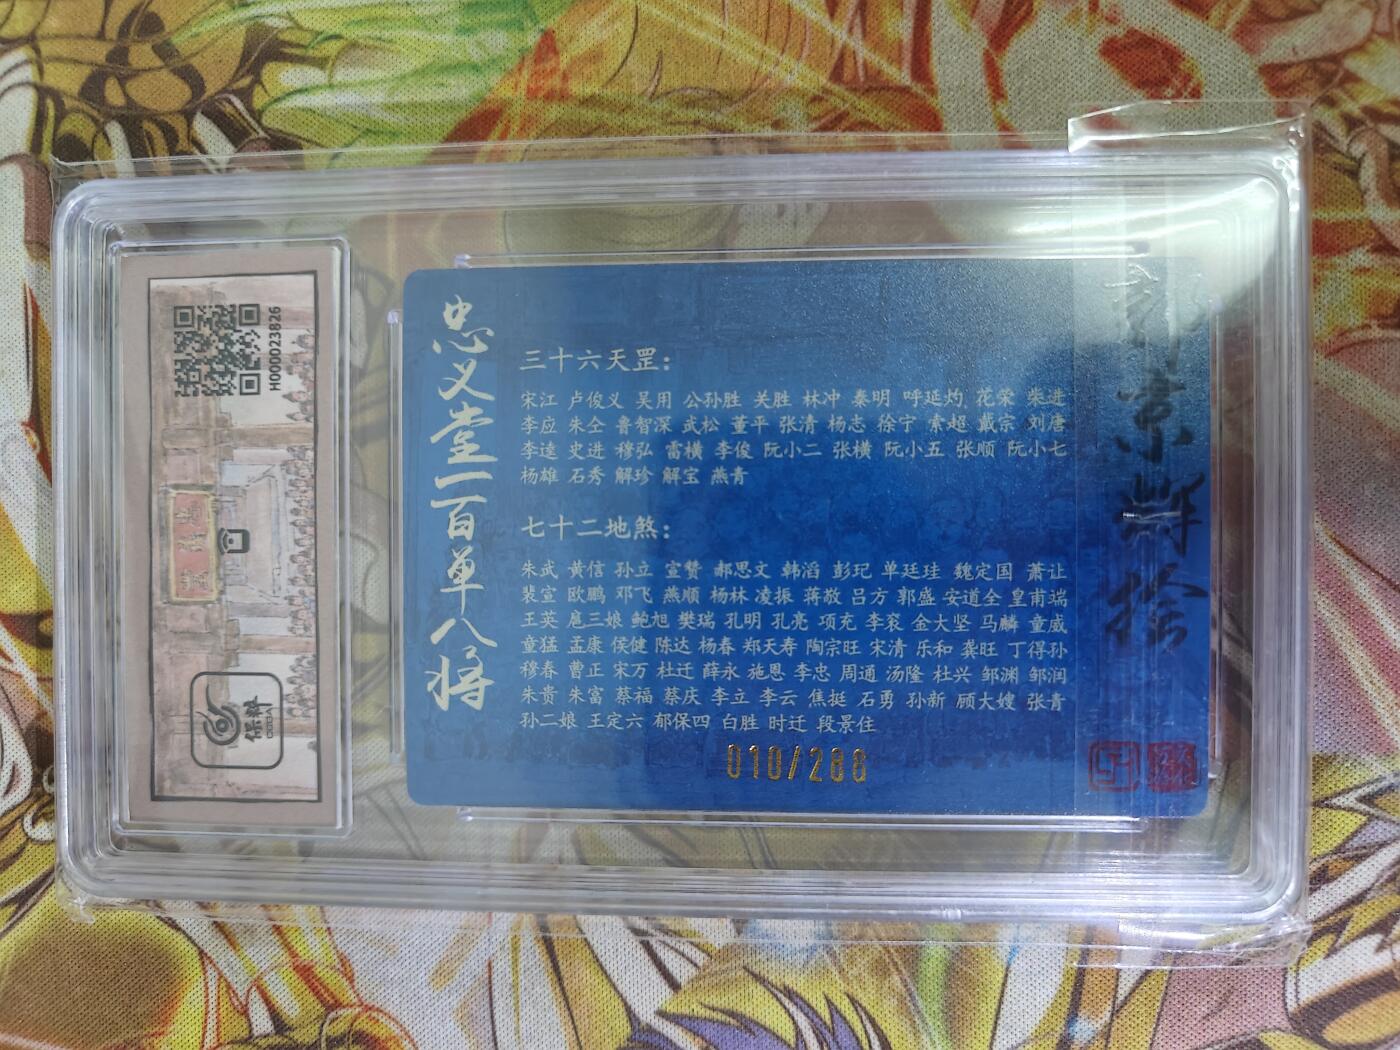 H000023826
忠义堂
保粹
忠义堂一百单八将
三十六天罡：
宋江 卢俊义 吴用 公孙胜 关胜 林冲 秦明 呼延灼 花荣 柴进
李应 朱仝 鲁智深 武松 董平 张清 杨志 徐宁 索超 戴宗 刘唐
李逵 史进 穆弘 雷横 李俊 阮小二 张横 阮小五 张顺 阮小七
杨雄 石秀 解珍 解宝 燕青
七十二地煞：
朱武 黄信 孙立 宣赞 郝思文 韩滔 彭玘 单廷珪 魏定国 萧让
裴宣 欧鹏 邓飞 燕顺 杨林 凌振 蒋敬 吕方 郭盛 安道全 皇甫端
王英 扈三娘 鲍旭 樊瑞 孔明 孔亮 项充 李衮 金大坚 马麟 童威
童猛 孟康 侯健 陈达 杨春 郑天寿 陶宗旺 宋清 乐和 龚旺 丁得孙
穆春 曹正 宋万 杜迁 薛永 施恩 李忠 周通 汤隆 杜兴 邹渊 邹润
朱贵 朱富 蔡福 蔡庆 李立 李云 焦挺 石勇 孙新 顾大嫂 张青
孙二娘 王定六 郁保四 白胜 时迁 段景住
010/288